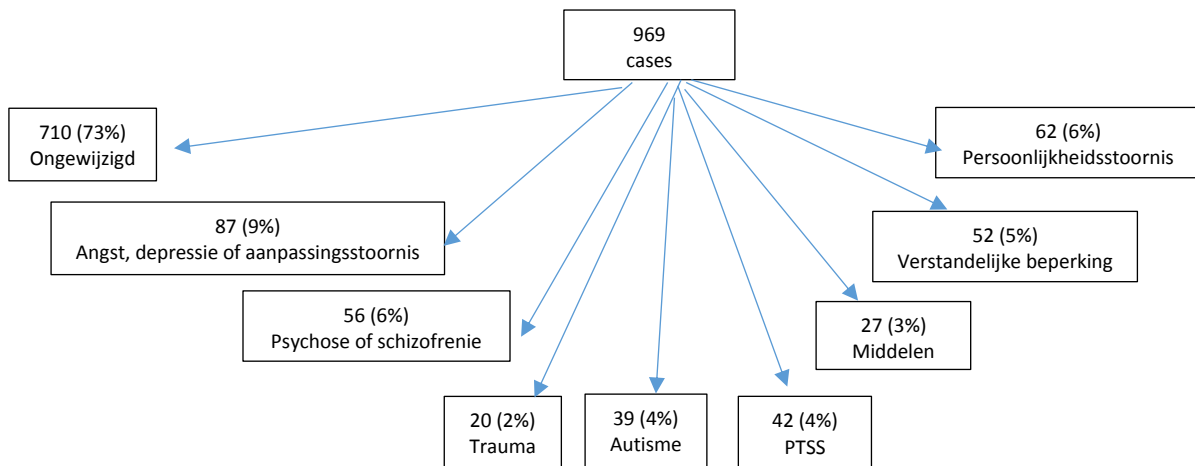 969
cases
710 (73%)
Ongewijzigd
62 (6%)
Persoonlijkheidsstoornis
87 (9%)
Angst, depressie of aanpassingsstoornis
52 (5%)
Verstandelijke beperking
56 (6%)
Psychose of schizofrenie
27 (3%)
Middelen
20 (2%)
Trauma
39 (4%)
Autisme
42 (4%)
PTSS